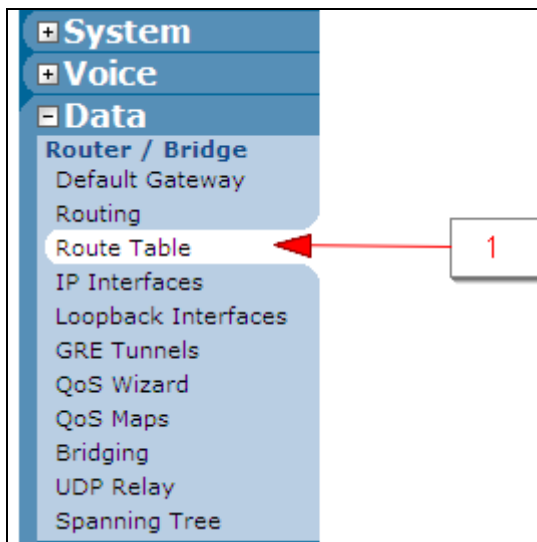 System
Voice
Data
Router / Bridge
Default Gateway
Routing
Route Table
1
IP Interfaces
Loopback Interfaces
GRE Tunnels
QoS Wizard
QoS Maps
Bridging
UDP Relay
Spanning Tree